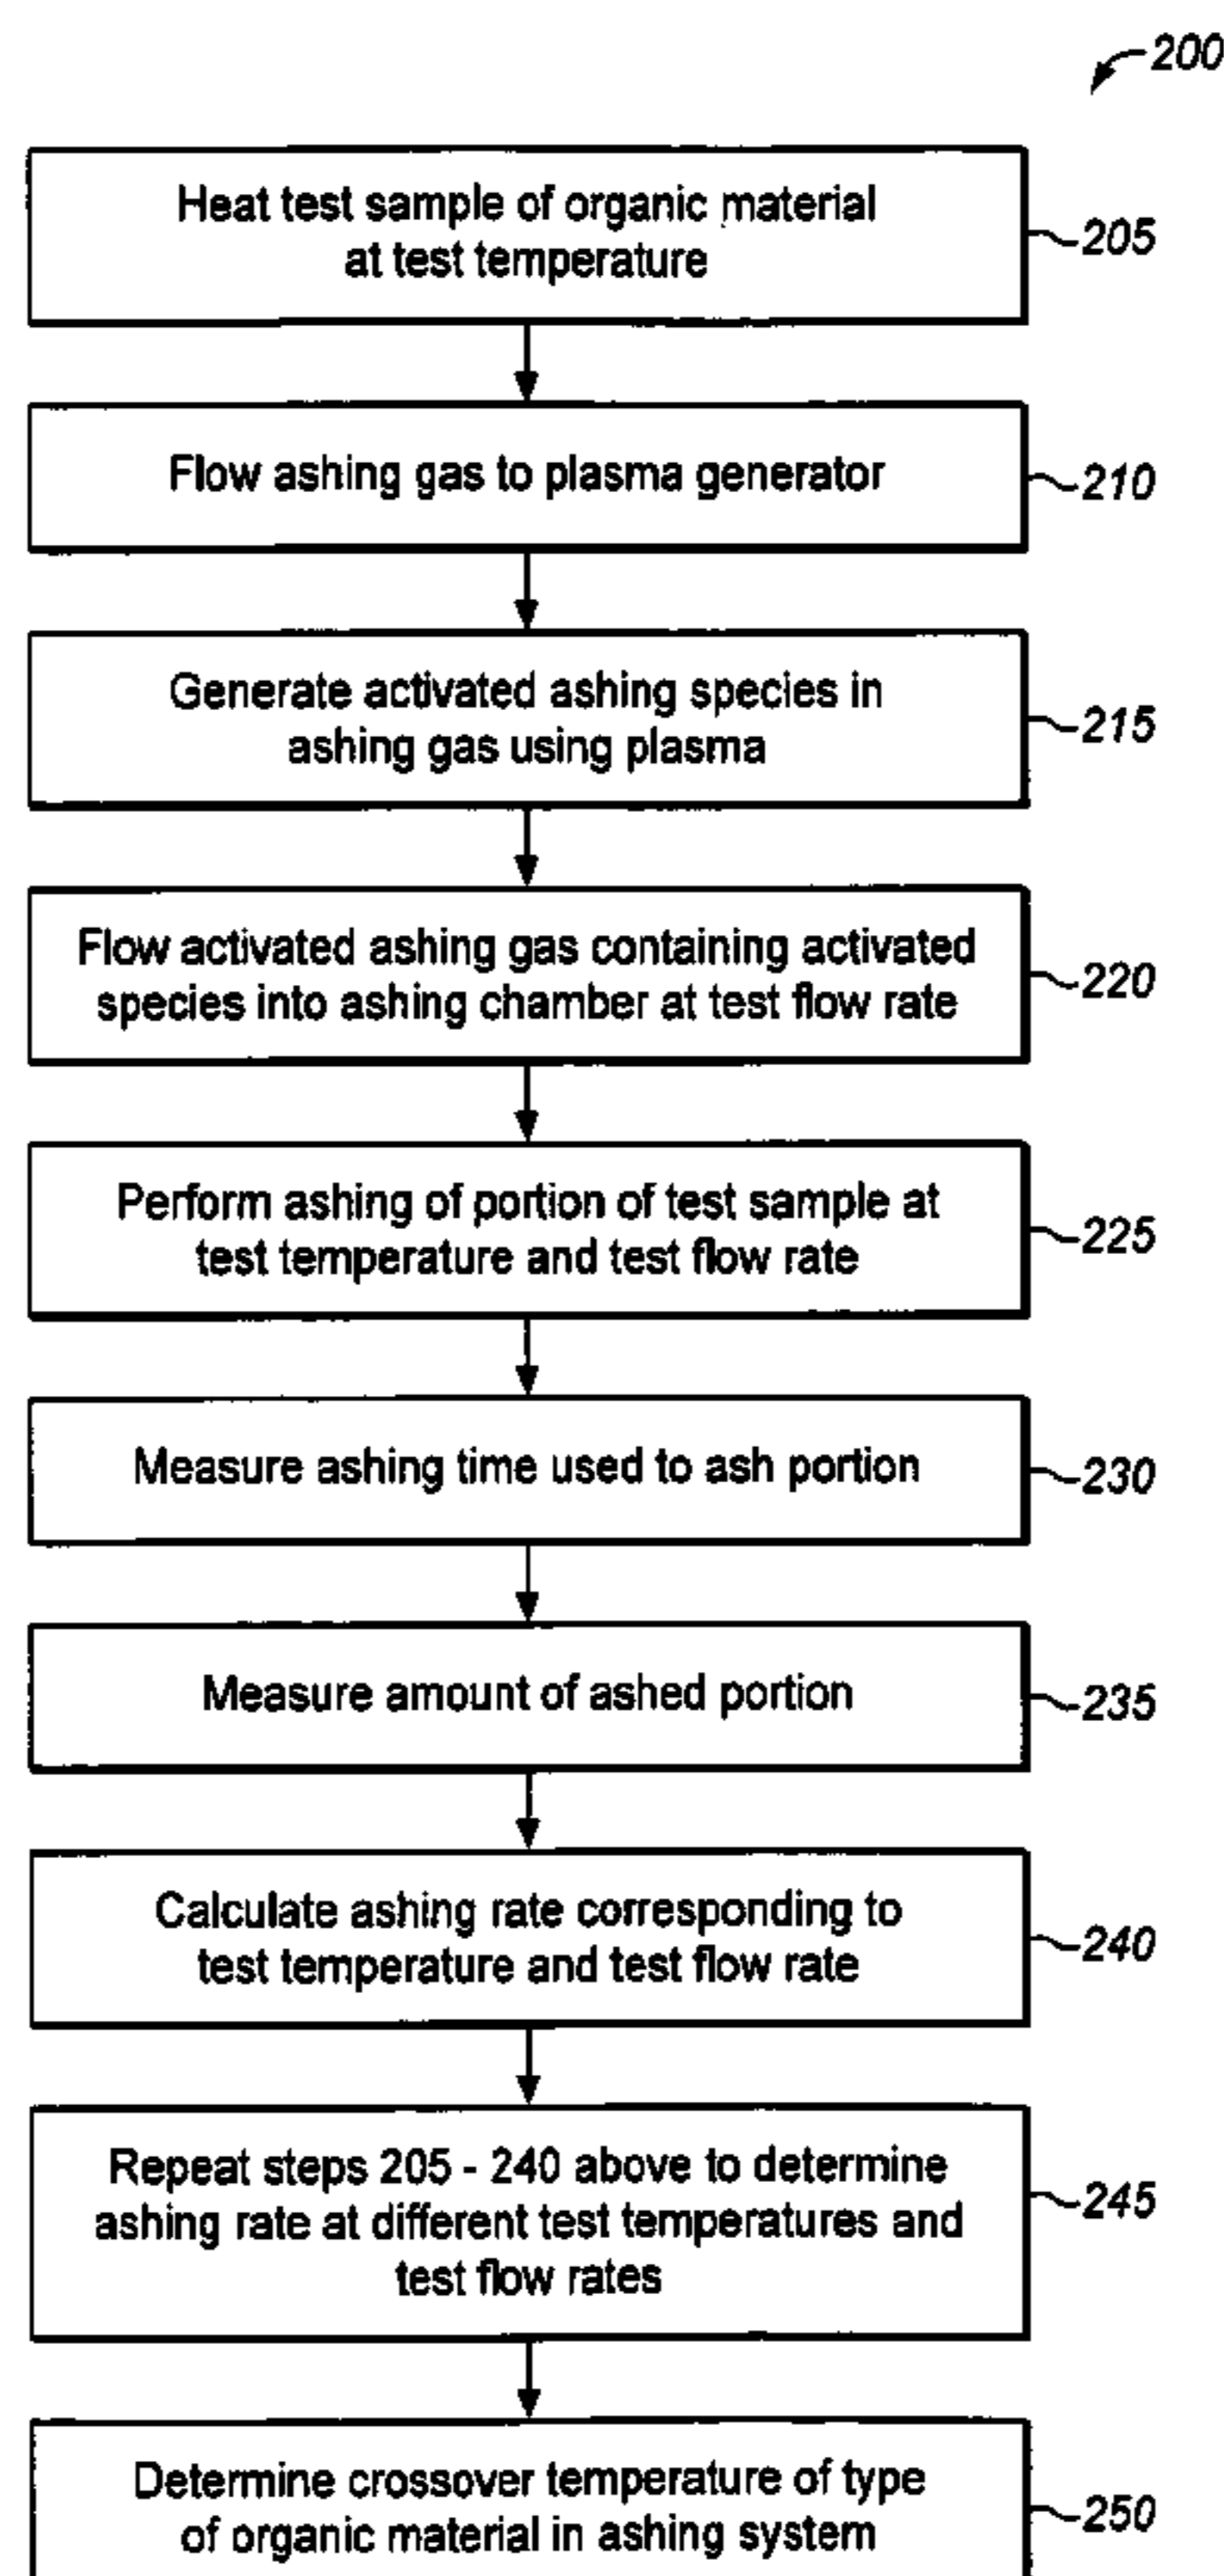 200
Heat test sample of organic material
at test temperature
205
Flow ashing gas to plasma generator
210
Generate activated ashing species in
ashing gas using plasma
215
Flow activated ashing gas containing activated
species into ashing chamber at test flow rate
220
Perform ashing of portion of test sample at
test temperature and test flow rate
225
Measure ashing time used to ash portion
230
Measure amount of ashed portion
235
Calculate ashing rate corresponding to
test temperature and test flow rate
240
Repeat steps 205 - 240 above to determine
ashing rate at different test temperatures and
test flow rates
245
Determine crossover temperature of type
of organic material in ashing system
250